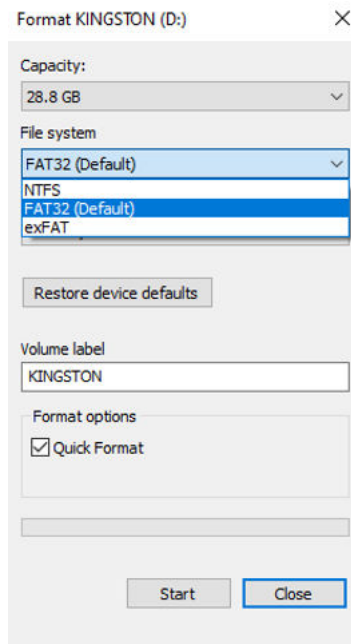 Format KINGSTON (D:)
Capacity:
28.8 GB
File system
FAT32 (Default)
NTFS
FAT32 (Default)
exFAT
Restore device defaults
Volume label
KINGSTON
Format options
Quick Format
Start
Close